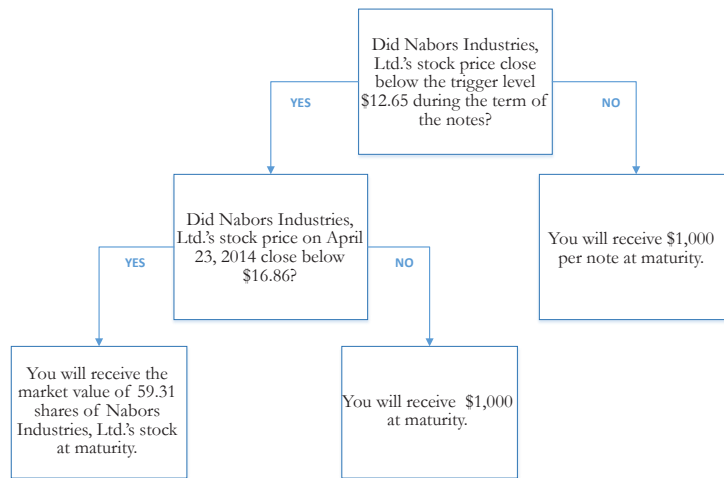 Did Nabors Industries,
Ltd.'s stock price close
below the trigger level
$12.65 during the term of
the notes?
YES
NO
Did Nabors Industries,
Ltd.'s stock price on April
23, 2014 close below
$16.86?
You will receive $1,000
per note at maturity.
YES
NO
You will receive the
market value of 59.31
shares of Nabors
Industries, Ltd.'s stock
at maturity.
You will receive $1,000
at maturity.